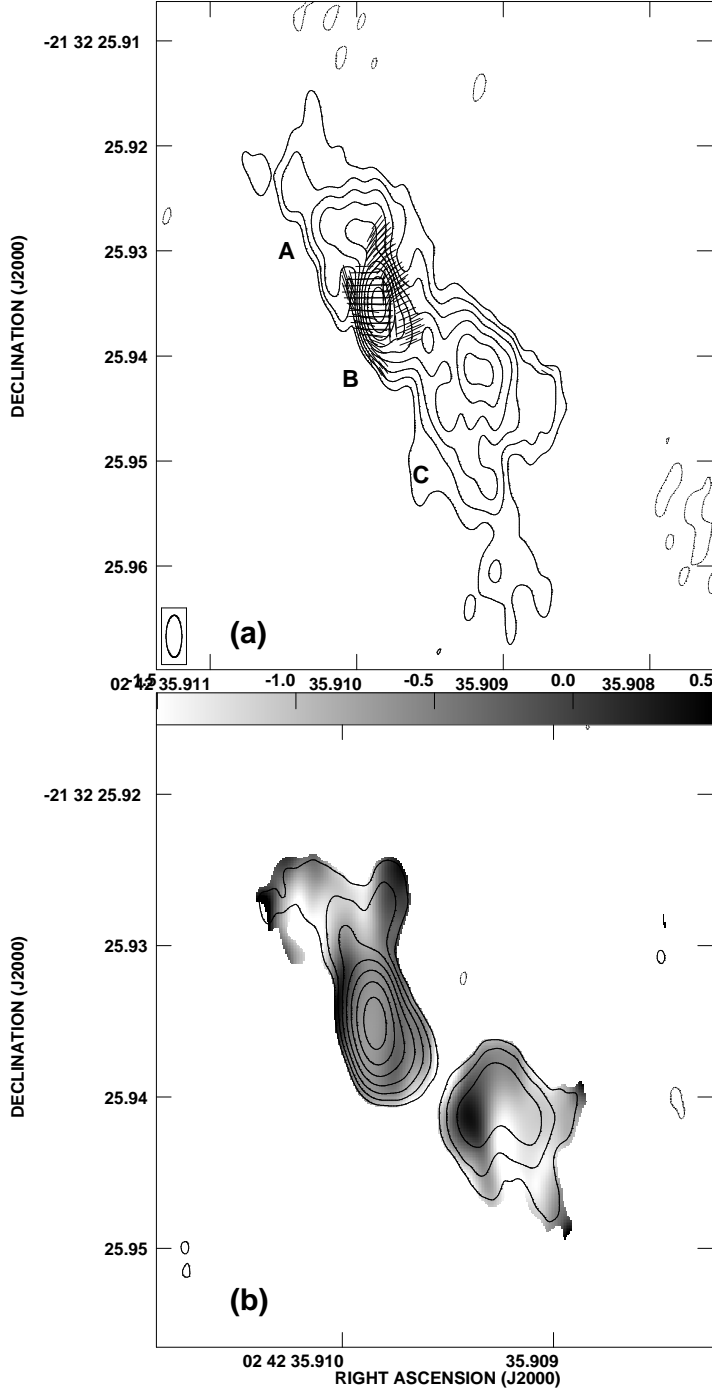 -21 32 25.91
25.92
25.93
25.94
25.95
25.96
DECLINATION (J2000)
A
B
C
(a)
02 42 35.911 35.910 35.909 35.908
-1.5 -1.0 -0.5 0.0 0.5
-21 32 25.92
25.93
25.94
25.95
DECLINATION (J2000)
(b)
02 42 35.910 35.909
RIGHT ASCENSION (J2000)